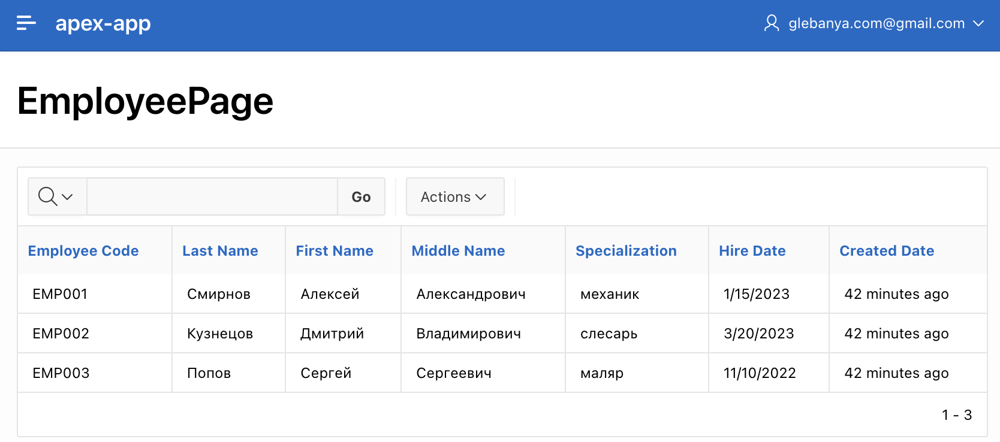 apex-app glebanya.com@gmail.com
EmployeePage
Go Actions
Employee Code Last Name First Name Middle Name Specialization Hire Date Created Date
EMP001 Смирнов Алексей Александрович механик 1/15/2023 42 minutes ago
EMP002 Кузнецов Дмитрий Владимирович слесарь 3/20/2023 42 minutes ago
EMP003 Попов Сергей Сергеевич маляр 11/10/2022 42 minutes ago
1 - 3